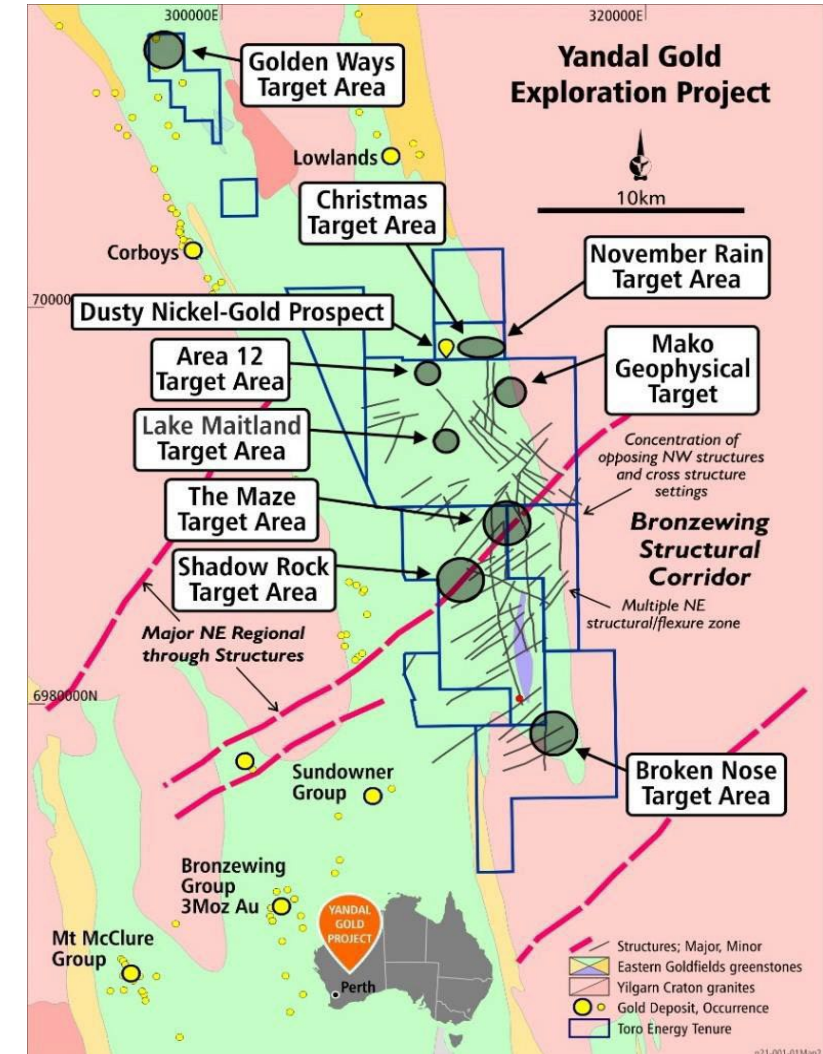 300000E
320000E
Yandal Gold
Exploration Project
10km
Golden Ways
Target Area
Lowlands
Christmas
Target Area
Corboys
November Rain
Target Area
70000
Dusty Nickel-Gold Prospect
Area 12
Target Area
Mako
Geophysical
Target
Lake Maitland
Target Area
Concentration of
opposing NW structures
and cross structure
settings
The Maze
Target Area
Bronzewing
Structural
Corridor
Shadow Rock
Target Area
Multiple NE
structural/flexure zone
Major NE Regional
through Structures
6980000N
Sundowner
Group
Broken Nose
Target Area
Bronzewing
Group
3Moz Au
YANDAL
GOLD
PROJECT
Mt McClure
Group
Perth
Structures; Major, Minor
Eastern Goldfields greenstones
Yilgarn Craton granites
Gold Deposit, Occurrence
Toro Energy Tenure